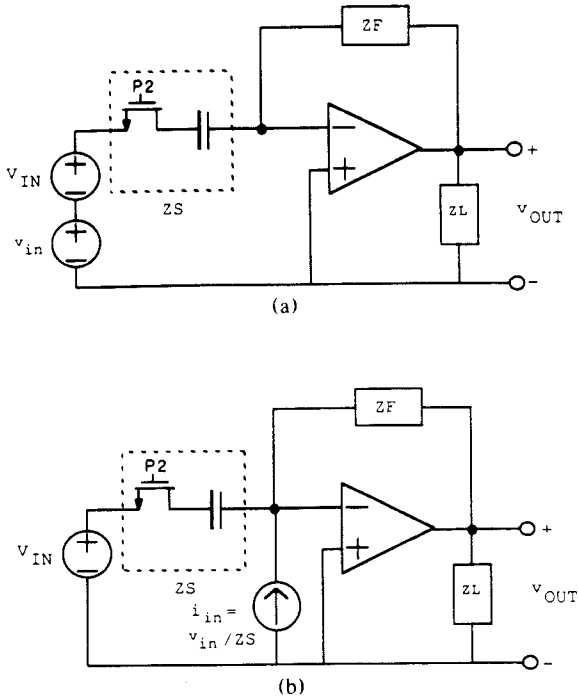 ZF
P2
V_IN
+
−
−
+
+
ZS
v_in
+
−
ZL
v_OUT
−
(a)
ZF
P2
V_IN
+
−
−
+
+
ZS
i_in =
v_in /ZS
ZL
v_OUT
−
(b)